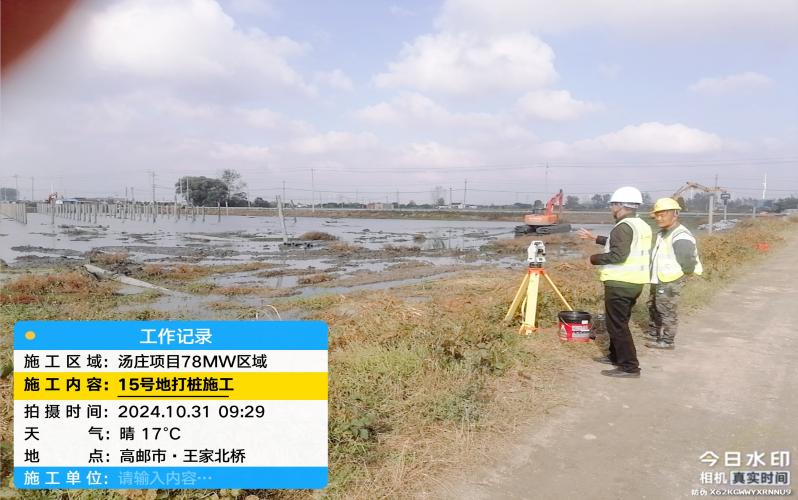 工作记录
施工区域：汤庄项目78MW区域
施工内容：15号地打桩施工
拍摄时间：2024.10.31 09:29
天气：晴 17℃
地点：高邮市·王家北桥
施工单位：请输入内容…
今日水印
相机 真实时间
防伪 X62KGWWYXRNNU9